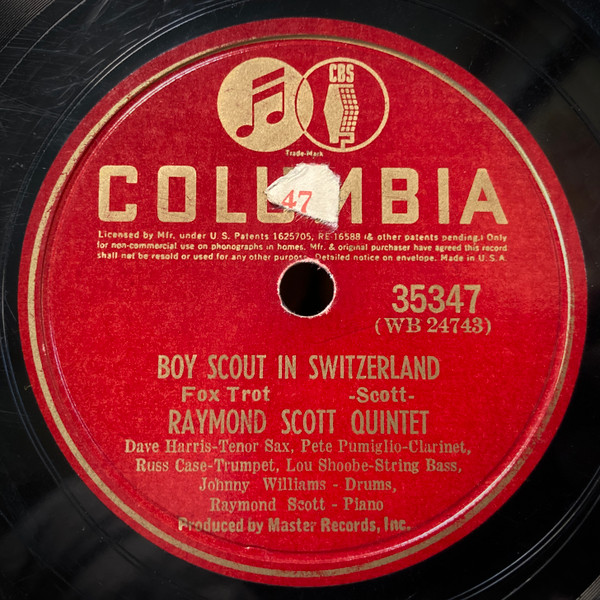 CBS
Trade-Mark
COLUMBIA
47
Licensed by Mfr. under U.S. Patents 1625705, RE-16588 (& other patents pending.) Only
for non-commercial use on phonographs in homes. Mfr. & original purchaser have agreed this record
shall not be resold or used for any other purpose. Detailed notice on envelope. Made in U.S.A.
35347
(WB 24743)
BOY SCOUT IN SWITZERLAND
Fox Trot -Scott-
RAYMOND SCOTT QUINTET
Dave Harris-Tenor Sax, Pete Pumiglio-Clarinet,
Russ Case-Trumpet, Lou Shoobe-String Bass,
Johnny Williams - Drums,
Raymond Scott - Piano
Produced by Master Records, Inc.